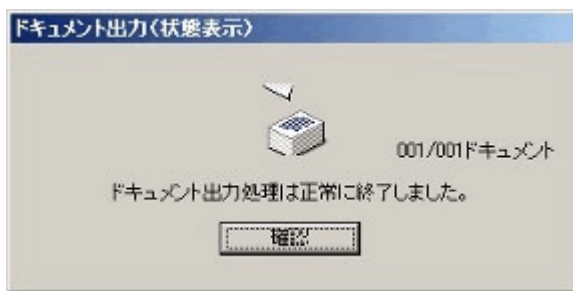 ドキュメント出力(状態表示)
001/001ドキュメント
ドキュメント出力処理は正常に終了しました。
確認